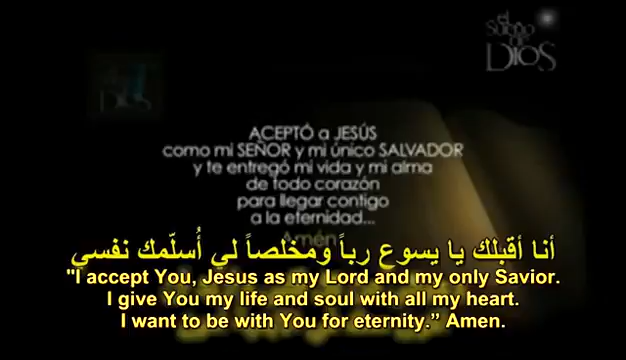 el
Sueño
de
DIOS
DIOS
ACEPTÓ a JESÚS
como mi SEÑOR y mi único SALVADOR
y te entregó mi vida y mi alma
de todo corazón
para llegar contigo
a la eternidad...
Amén
أنا أقبلك يا يسوع رباً ومخلصاً لي أُسلّمك نفسي
"I accept You, Jesus as my Lord and my only Savior.
I give You my life and soul with all my heart.
I want to be with You for eternity.” Amen.